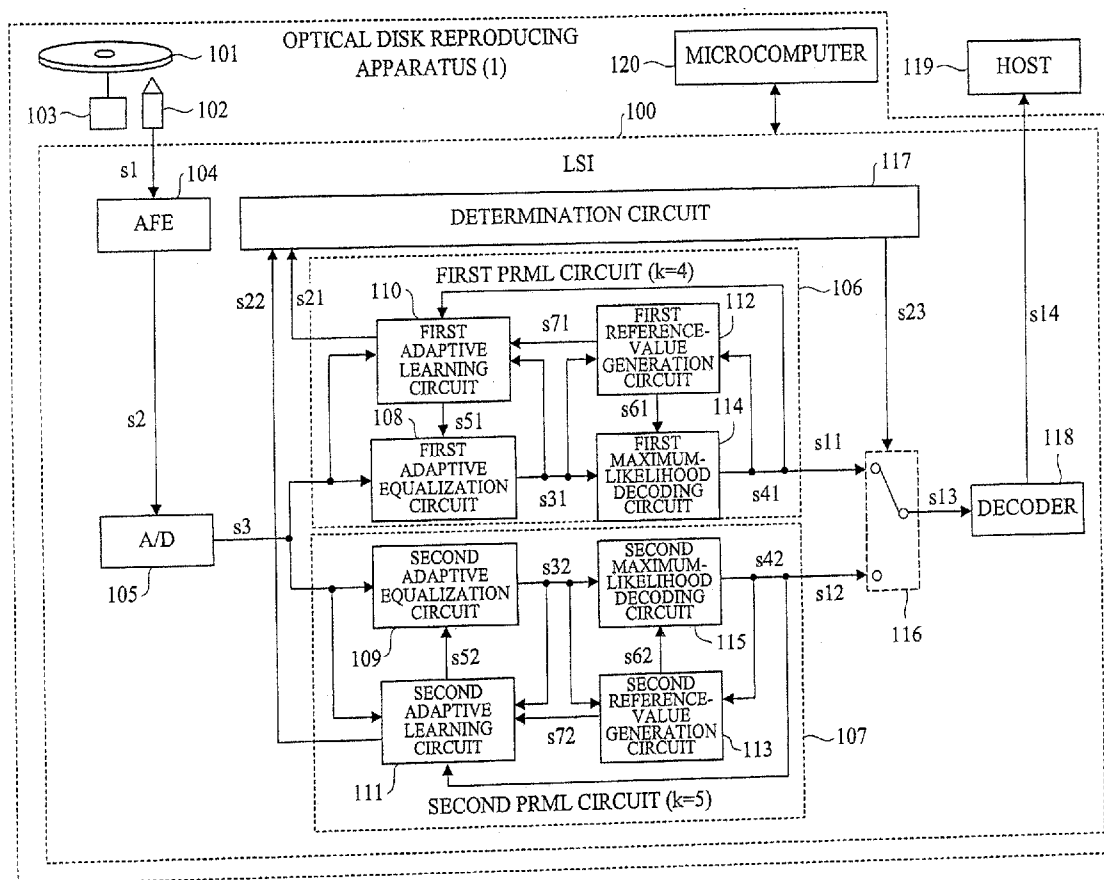 101
OPTICAL DISK REPRODUCING
APPARATUS (1)
120
MICROCOMPUTER
119
HOST
103
102
100
s1
104
LSI
117
AFE
DETERMINATION CIRCUIT
s22
s21
FIRST PRML CIRCUIT (k=4)
106
s23
s14
110
112
FIRST
ADAPTIVE
LEARNING
CIRCUIT
s71
FIRST
REFERENCE-
VALUE
GENERATION
CIRCUIT
s2
108
s51
s61
114
FIRST
ADAPTIVE
EQUALIZATION
CIRCUIT
s31
FIRST
MAXIMUM-
LIKELIHOOD
DECODING
CIRCUIT
s41
s11
118
s13
DECODER
A/D
105
s3
SECOND
ADAPTIVE
EQUALIZATION
CIRCUIT
s32
SECOND
MAXIMUM-
LIKELIHOOD
DECODING
CIRCUIT
s42
s12
116
109
s52
s62
115
SECOND
ADAPTIVE
LEARNING
CIRCUIT
s72
SECOND
REFERENCE-
VALUE
GENERATION
CIRCUIT
113
107
111
SECOND PRML CIRCUIT (k=5)